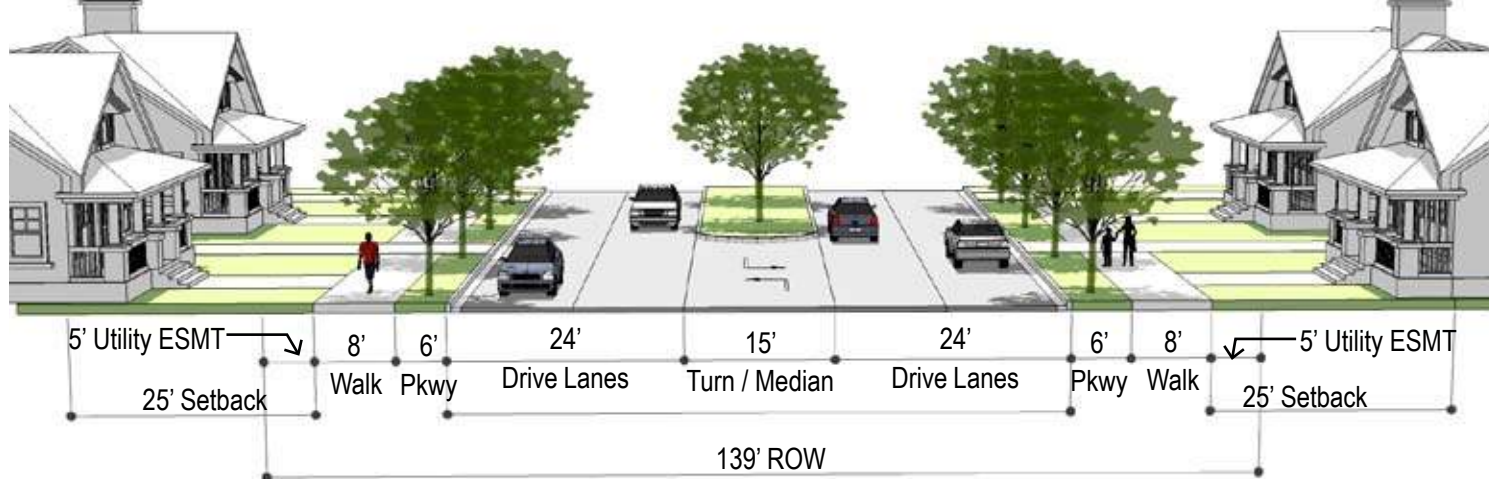 5’ Utility ESMT
8’
6’
24’
15’
24’
6’
8’
5’ Utility ESMT
Walk
Pkwy
Drive Lanes
Turn / Median
Drive Lanes
Pkwy
Walk
25’ Setback
25’ Setback
139’ ROW